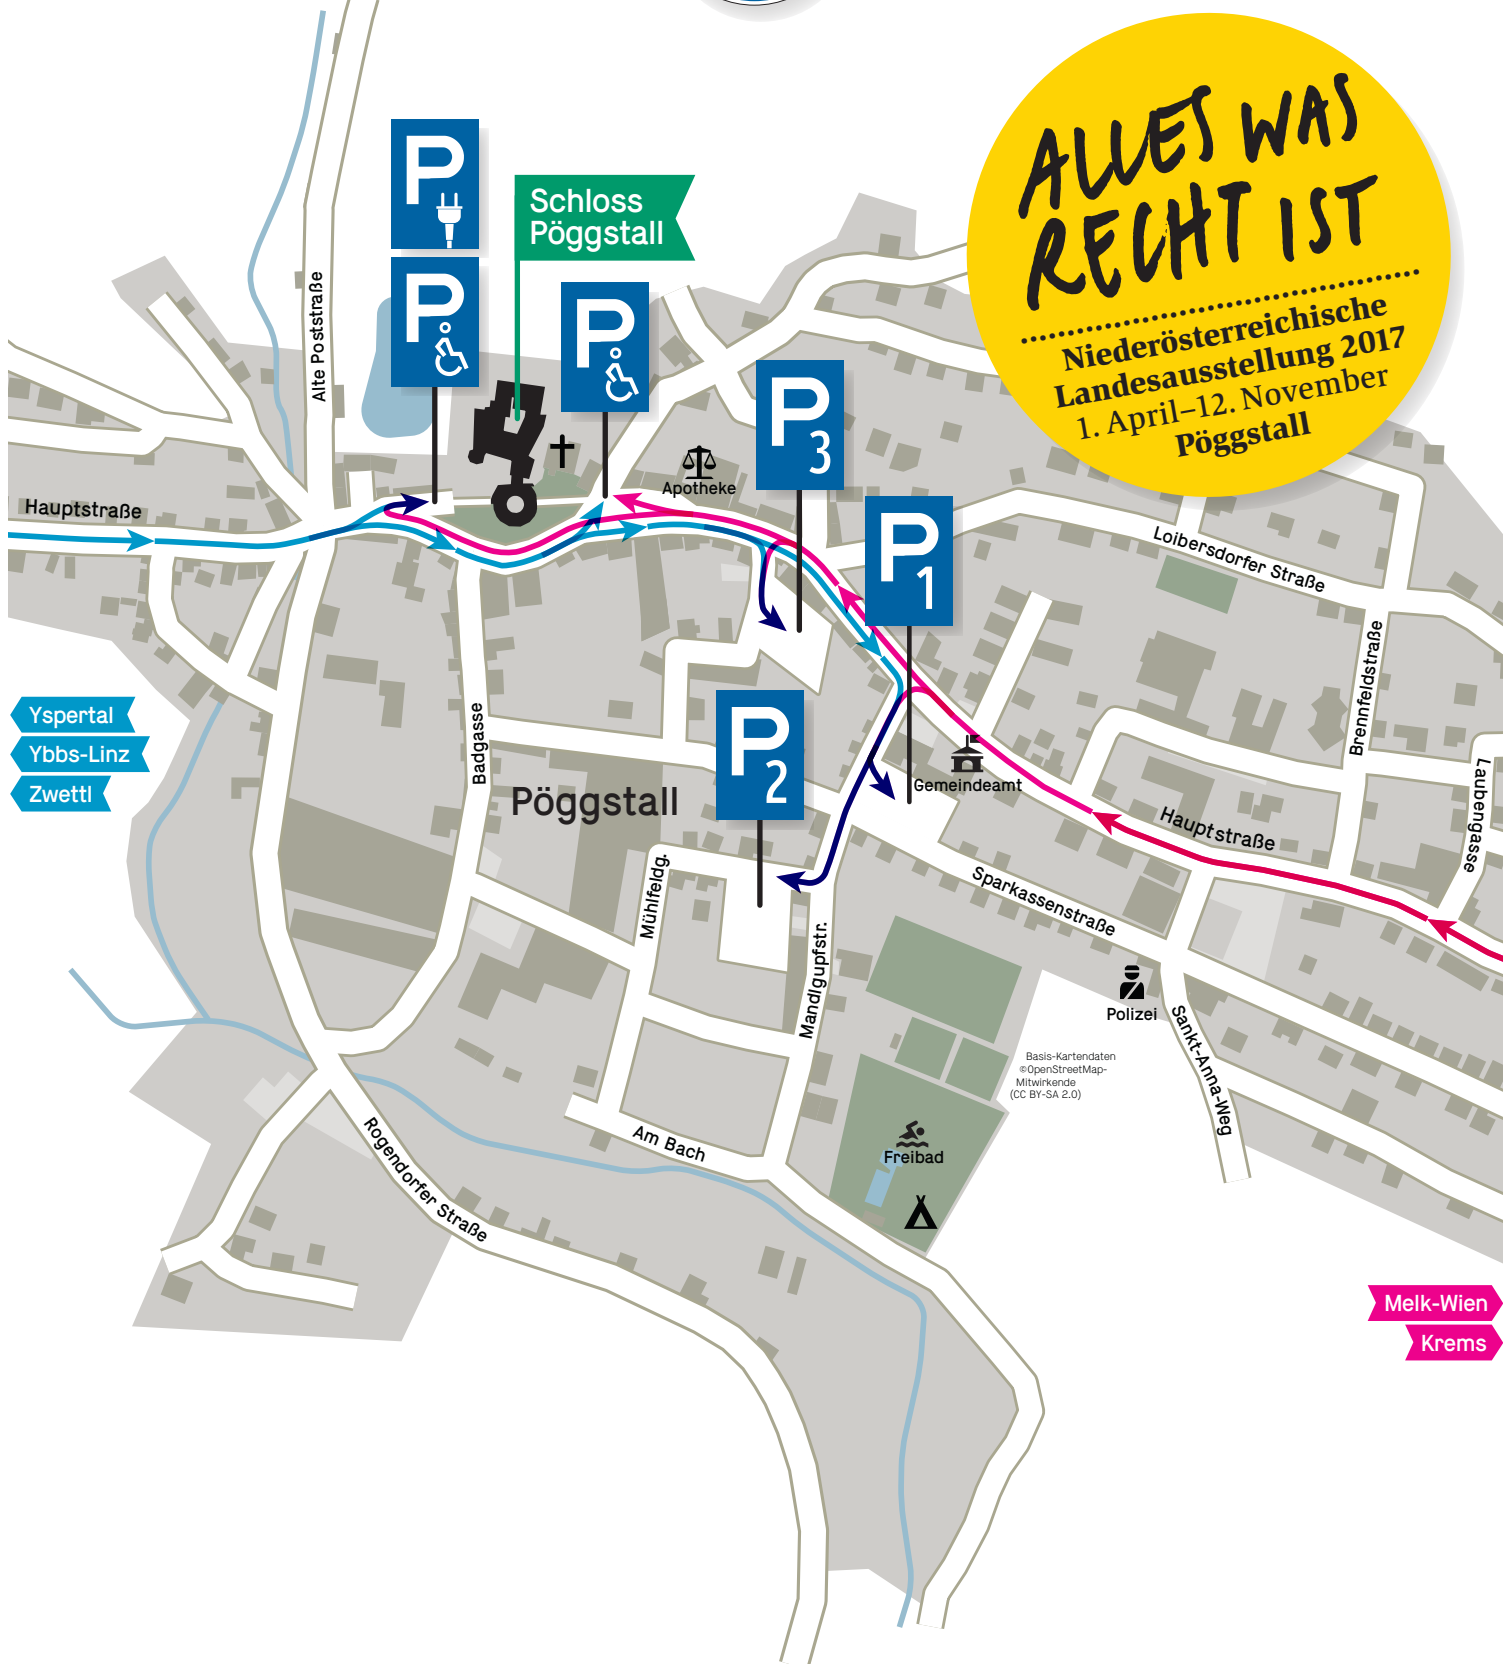 ALLES WAS
RECHT IST
Niederösterreichische
Landesausstellung 2017
1. April–12. November
Pöggstall
P
P
Schloss
Pöggstall
P
P
3
P
1
P
2
Alte Poststraße
Hauptstraße
Apotheke
Loibersdorfer Straße
Brennfeldstraße
Laubengasse
Yspertal
Ybbs-Linz
Zwettl
Badgasse
Pöggstall
Gemeindeamt
Hauptstraße
Mühlfeldg.
Sparkassenstraße
Mandlgupfstr.
Polizei
Sankt-Anna-Weg
Basis-Kartendaten
©OpenStreetMap-
Mitwirkende
(CC BY-SA 2.0)
Am Bach
Freibad
Rogendorfer Straße
Melk-Wien
Krems